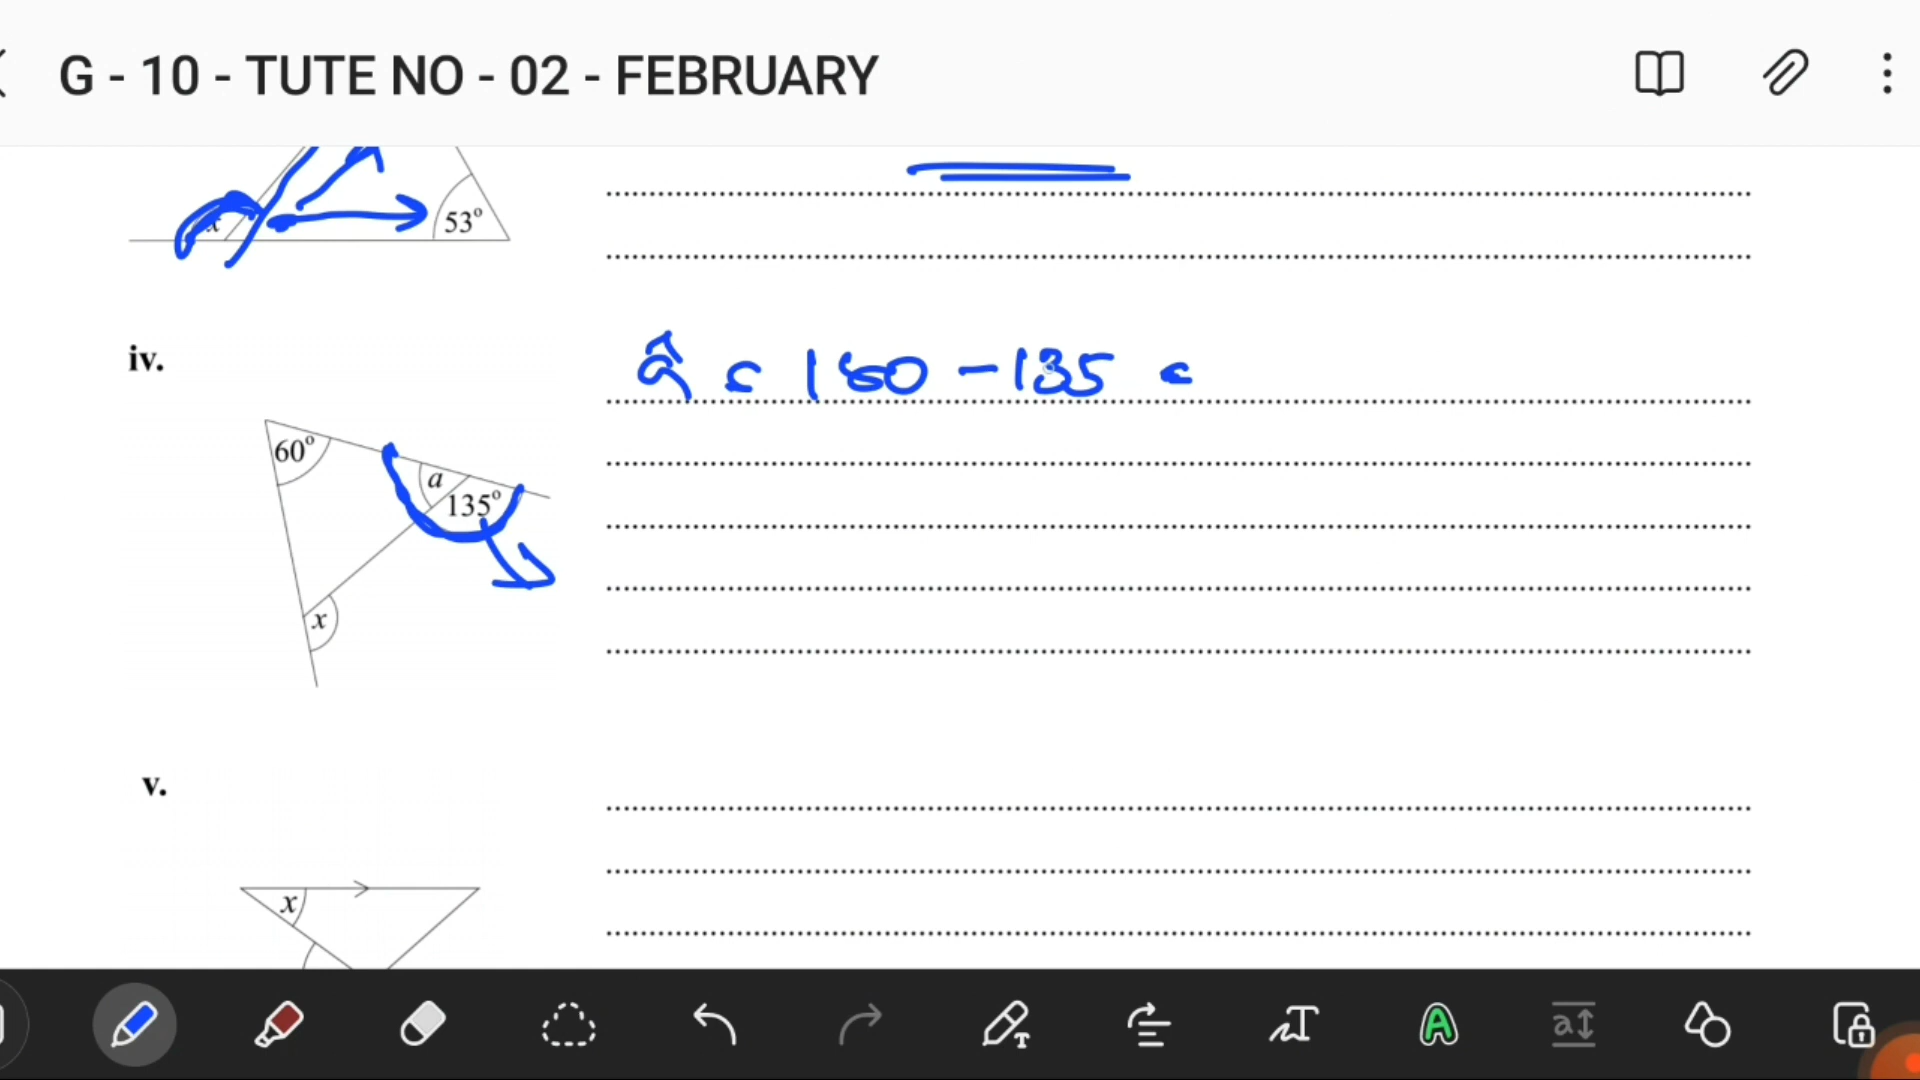 G - 10 - TUTE NO - 02 - FEBRUARY
x
53°
iv.
â = 180 - 135 =
60°
a
135°
x
v.
x